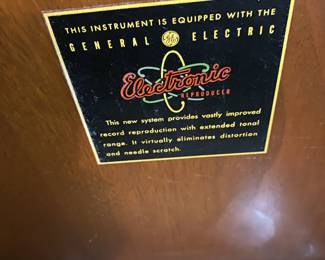 THIS INSTRUMENT IS EQUIPPED WITH THE
GENERAL GE ELECTRIC
Electronic
REPRODUCER
This new system provides vastly improved
record reproduction with extended tonal
range. It virtually eliminates distortion
and needle scratch.